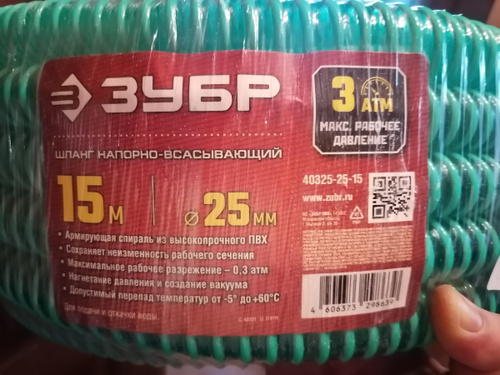 ЗУБР
3 АТМ
МАКС. РАБОЧЕЕ
ДАВЛЕНИЕ
ШЛАНГ НАПОРНО-ВСАСЫВАЮЩИЙ
15 м
⌀ 25 мм
40325-25-15
www.zubr.ru
• Армирующая спираль из высокопрочного ПВХ
• Сохраняет неизменность рабочего сечения
• Максимальное рабочее разрежение – 0,3 атм
• Нагнетание давления и создание вакуума
• Допустимый перепад температур от -5° до +60°С
Для подачи и откачки воды.
4 606373 298639